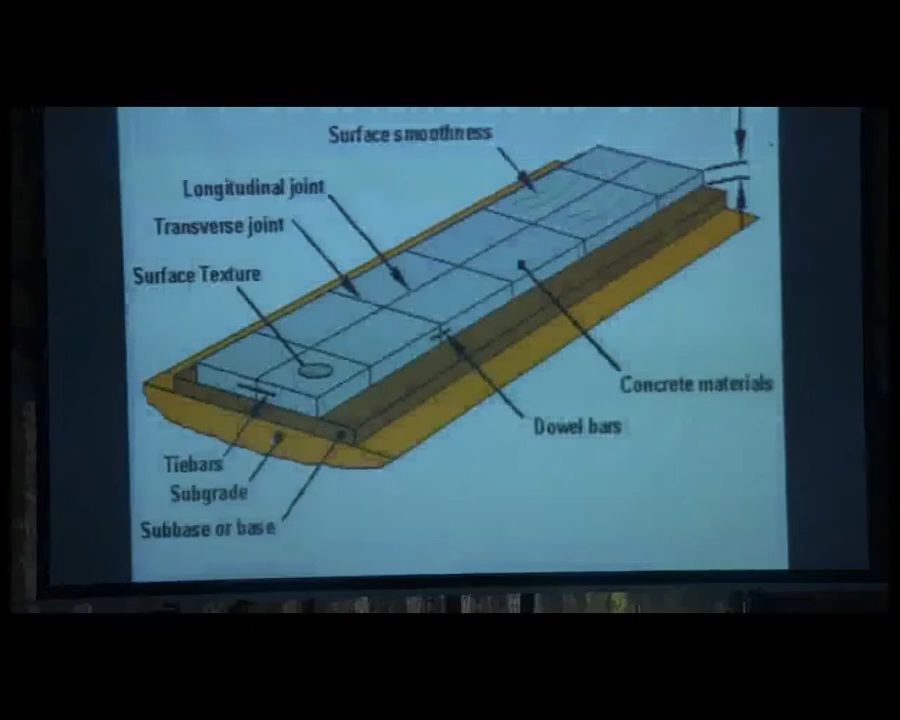 Surface smoothness
Longitudinal joint
Transverse joint
Surface Texture
Concrete materials
Dowel bars
Tiebars
Subgrade
Subbase or base